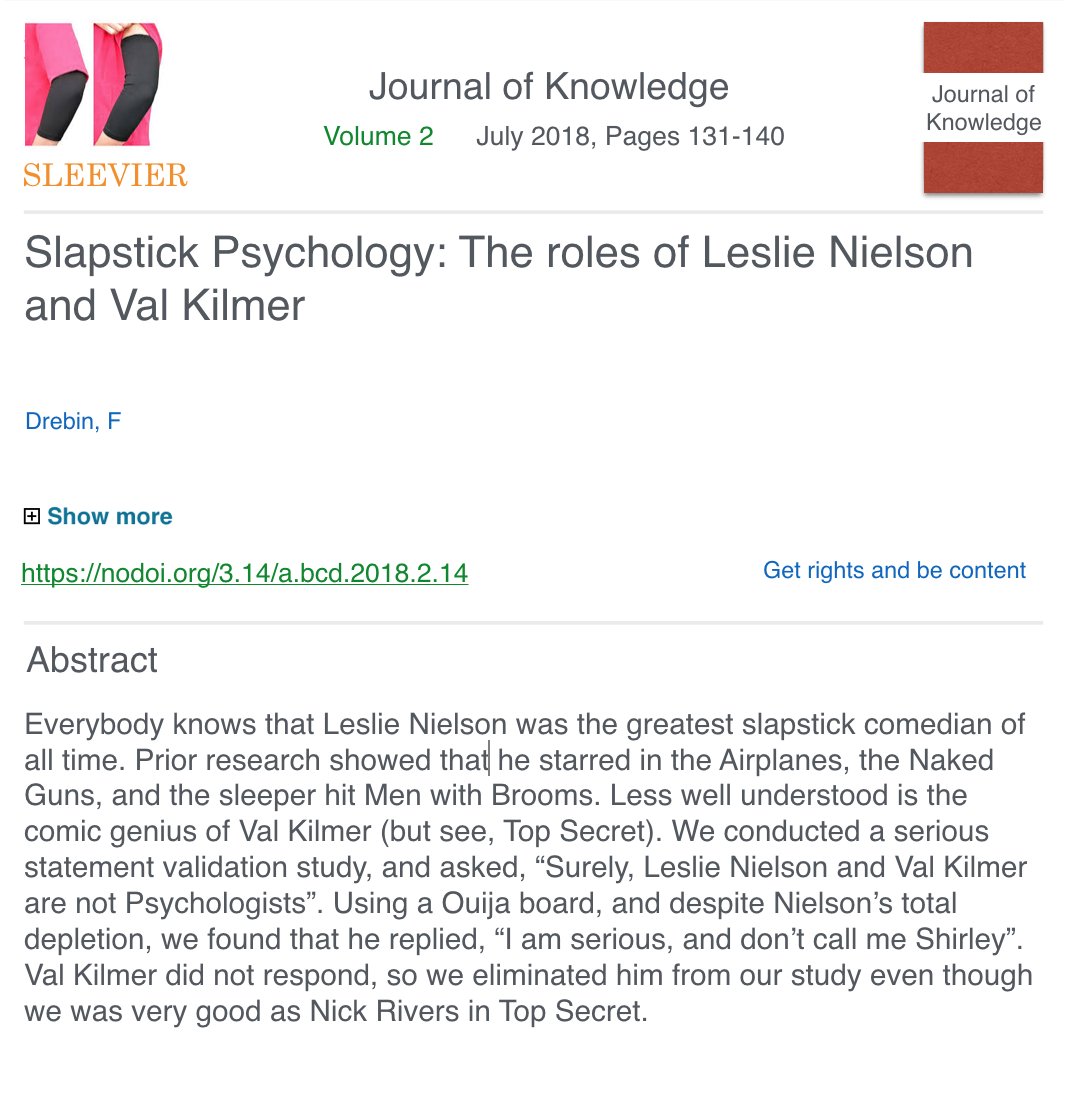 Journal of Knowledge
Volume 2 July 2018, Pages 131-140
SLEEVIER
Journal of
Knowledge
Slapstick Psychology: The roles of Leslie Nielson
and Val Kilmer
Drebin, F
Show more
https://nodoi.org/3.14/a.bcd.2018.2.14
Get rights and be content
Abstract
Everybody knows that Leslie Nielson was the greatest slapstick comedian of
all time. Prior research showed that he starred in the Airplanes, the Naked
Guns, and the sleeper hit Men with Brooms. Less well understood is the
comic genius of Val Kilmer (but see, Top Secret). We conducted a serious
statement validation study, and asked, “Surely, Leslie Nielson and Val Kilmer
are not Psychologists”. Using a Ouija board, and despite Nielson’s total
depletion, we found that he replied, “I am serious, and don’t call me Shirley”.
Val Kilmer did not respond, so we eliminated him from our study even though
we was very good as Nick Rivers in Top Secret.